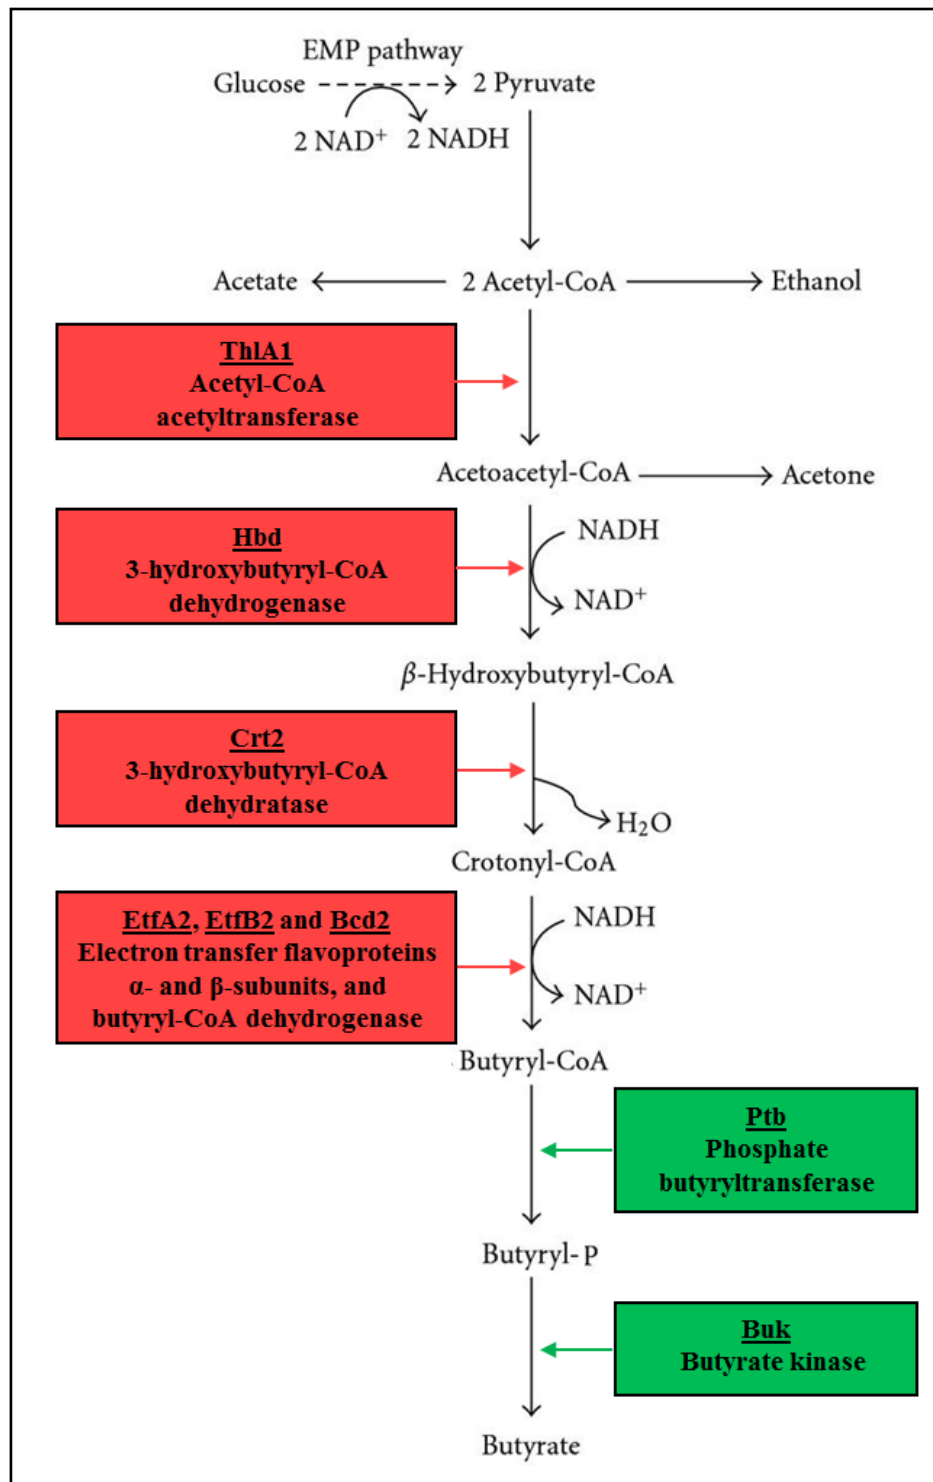 EMP pathway
Glucose 2 Pyruvate
2 NAD⁺ 2 NADH
Acetate 2 Acetyl-CoA Ethanol
ThlA1
Acetyl-CoA
acetyltransferase
Acetoacetyl-CoA Acetone
Hbd
3-hydroxybutyryl-CoA
dehydrogenase
NADH
NAD⁺
β-Hydroxybutyryl-CoA
Crt2
3-hydroxybutyryl-CoA
dehydratase
H₂O
Crotonyl-CoA
EtfA2, EtfB2 and Bcd2
Electron transfer flavoproteins
α- and β-subunits, and
butyryl-CoA dehydrogenase
NADH
NAD⁺
Butyryl-CoA
Ptb
Phosphate
butyryltransferase
Butyryl-P
Buk
Butyrate kinase
Butyrate